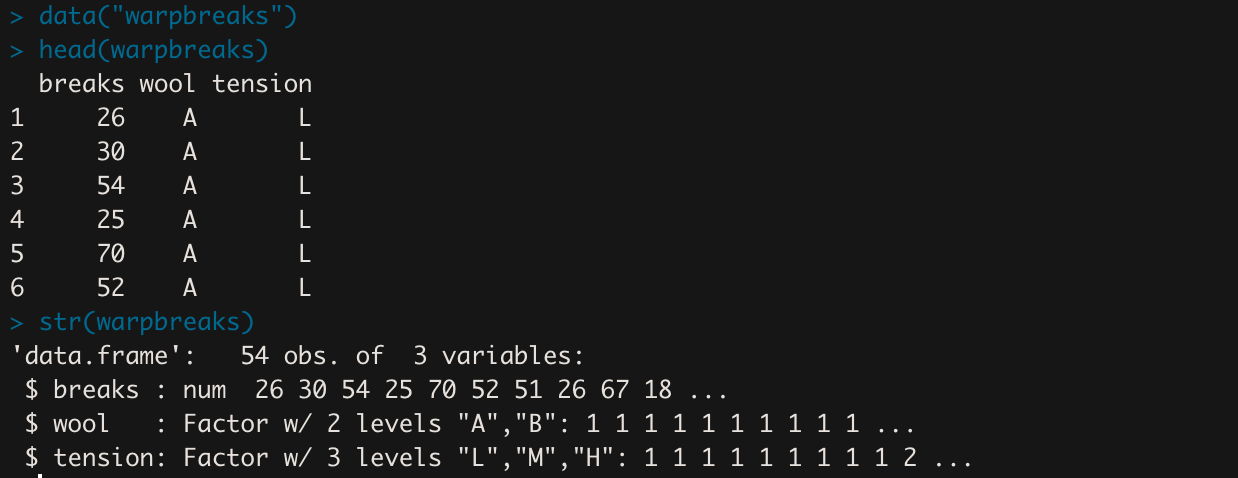 > data("warpbreaks")
> head(warpbreaks)
  breaks wool tension
1     26    A       L
2     30    A       L
3     54    A       L
4     25    A       L
5     70    A       L
6     52    A       L
> str(warpbreaks)
'data.frame':   54 obs. of  3 variables:
 $ breaks : num  26 30 54 25 70 52 51 26 67 18 ...
 $ wool   : Factor w/ 2 levels "A","B": 1 1 1 1 1 1 1 1 1 1 ...
 $ tension: Factor w/ 3 levels "L","M","H": 1 1 1 1 1 1 1 1 1 2 ...